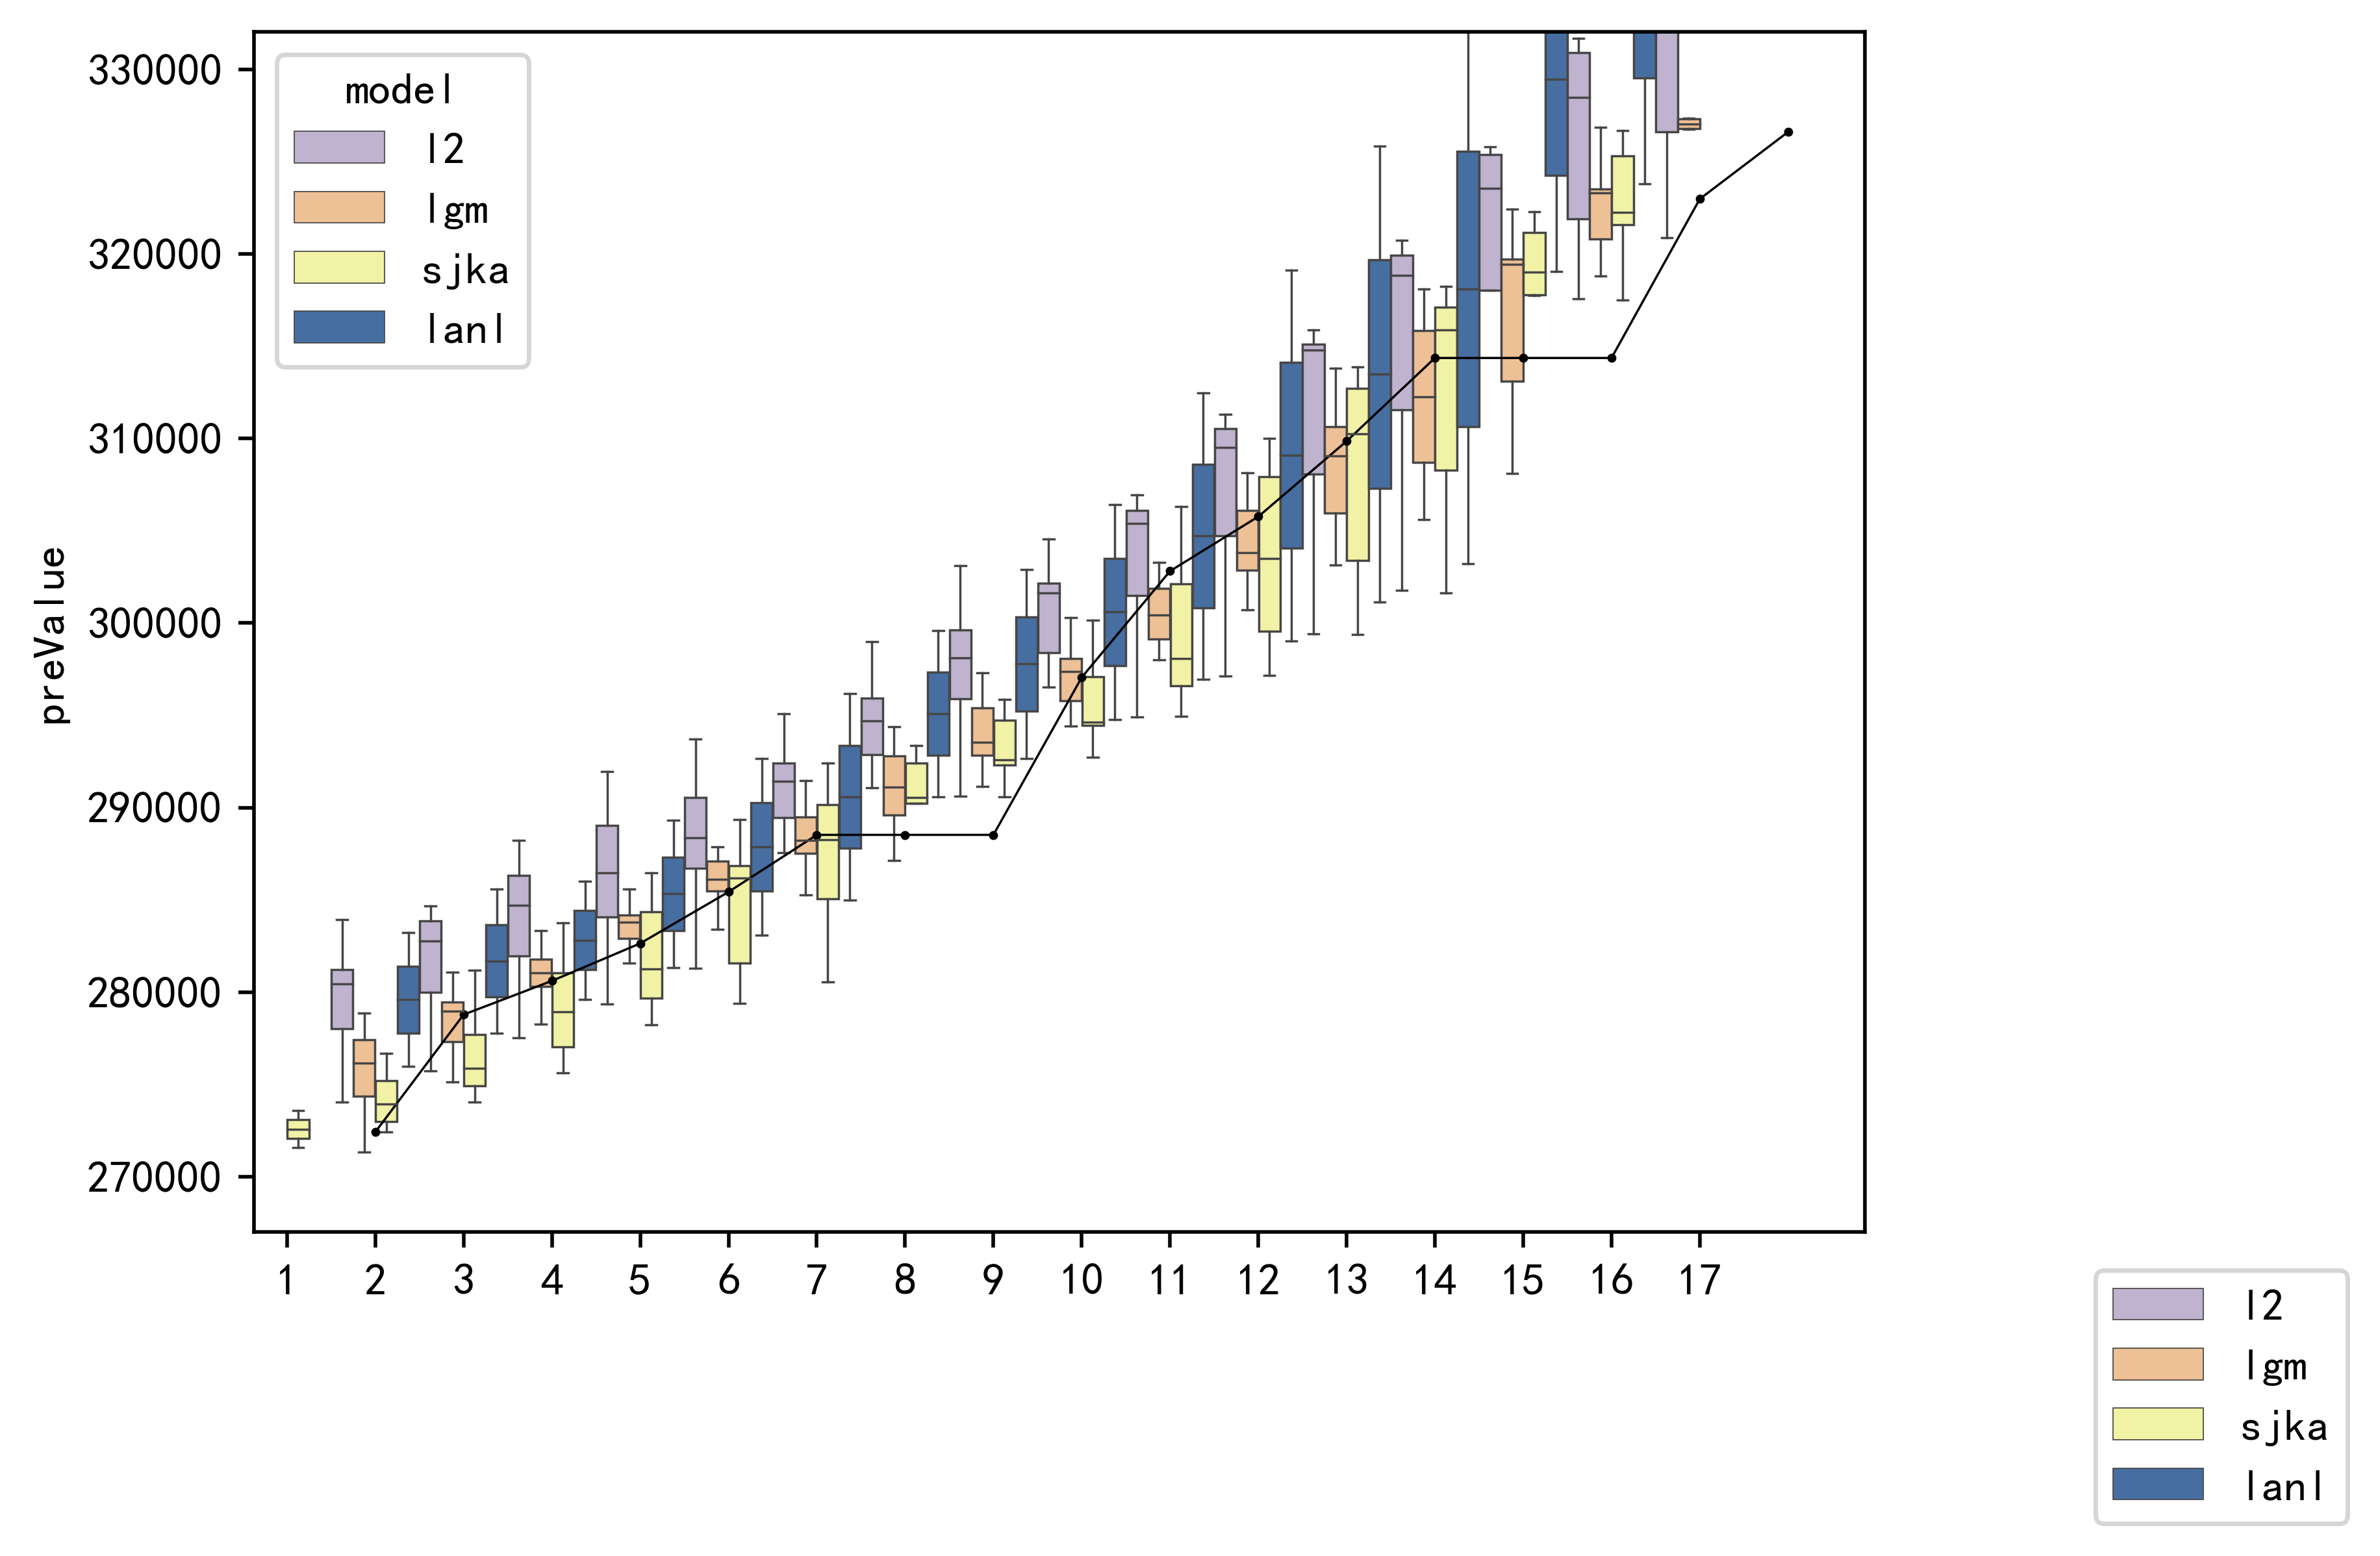 model
l2
lgm
sjka
lanl
preValue
330000
320000
310000
300000
290000
280000
270000
1 2 3 4 5 6 7 8 9 10 11 12 13 14 15 16 17
l2
lgm
sjka
lanl